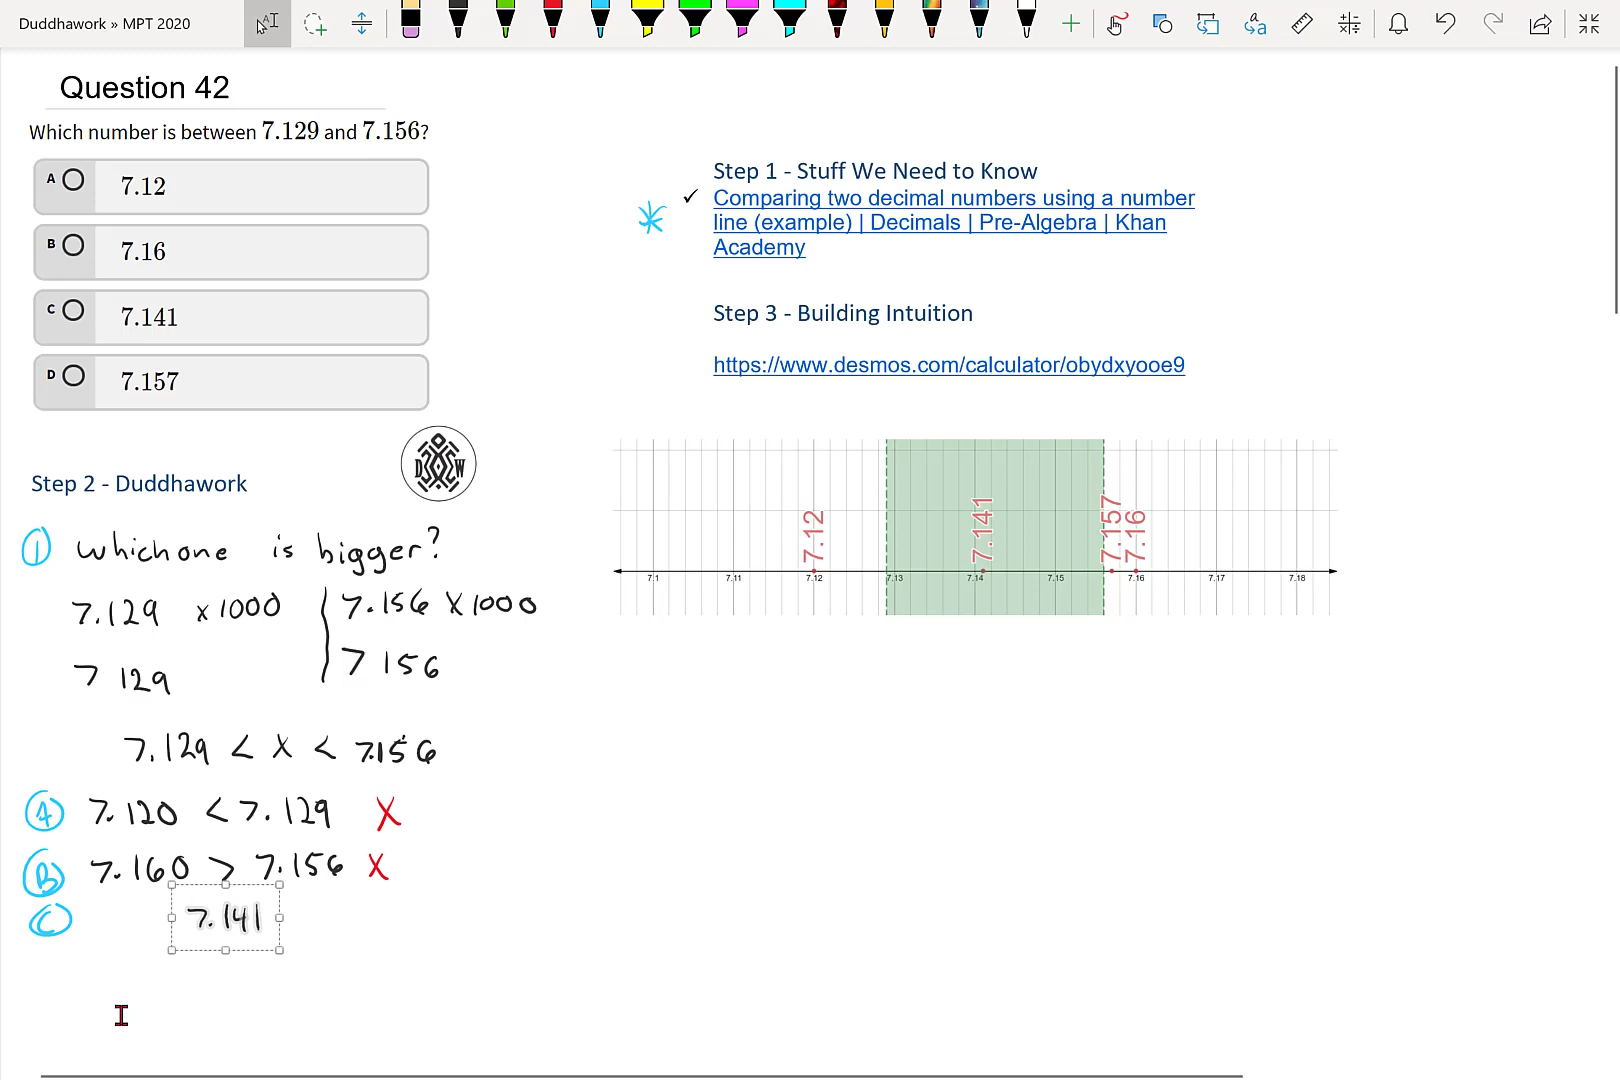 Duddhawork » MPT 2020
Question 42
Which number is between 7.129 and 7.156?
A 7.12
B 7.16
C 7.141
D 7.157
Step 1 - Stuff We Need to Know
✓ Comparing two decimal numbers using a number
line (example) | Decimals | Pre-Algebra | Khan
Academy
Step 3 - Building Intuition
https://www.desmos.com/calculator/obydxyooe9
7.12 7.141 7.157 7.16
7.1 7.11 7.12 7.13 7.14 7.15 7.16 7.17 7.18
D W
Step 2 - Duddhawork
① which one is bigger?
7.129 x 1000 | 7.156 x 1000
7 129 | 7 156
7.129 < x < 7.156
Ⓐ 7.120 < 7.129 X
Ⓑ 7.160 > 7.156 X
Ⓒ 7.141